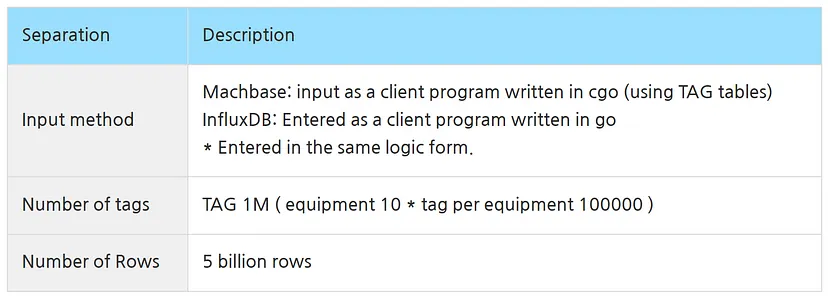 Separation
Description
Input method
Machbase: input as a client program written in cgo (using TAG tables)
InfluxDB: Entered as a client program written in go
* Entered in the same logic form.
Number of tags
TAG 1M ( equipment 10 * tag per equipment 100000 )
Number of Rows
5 billion rows